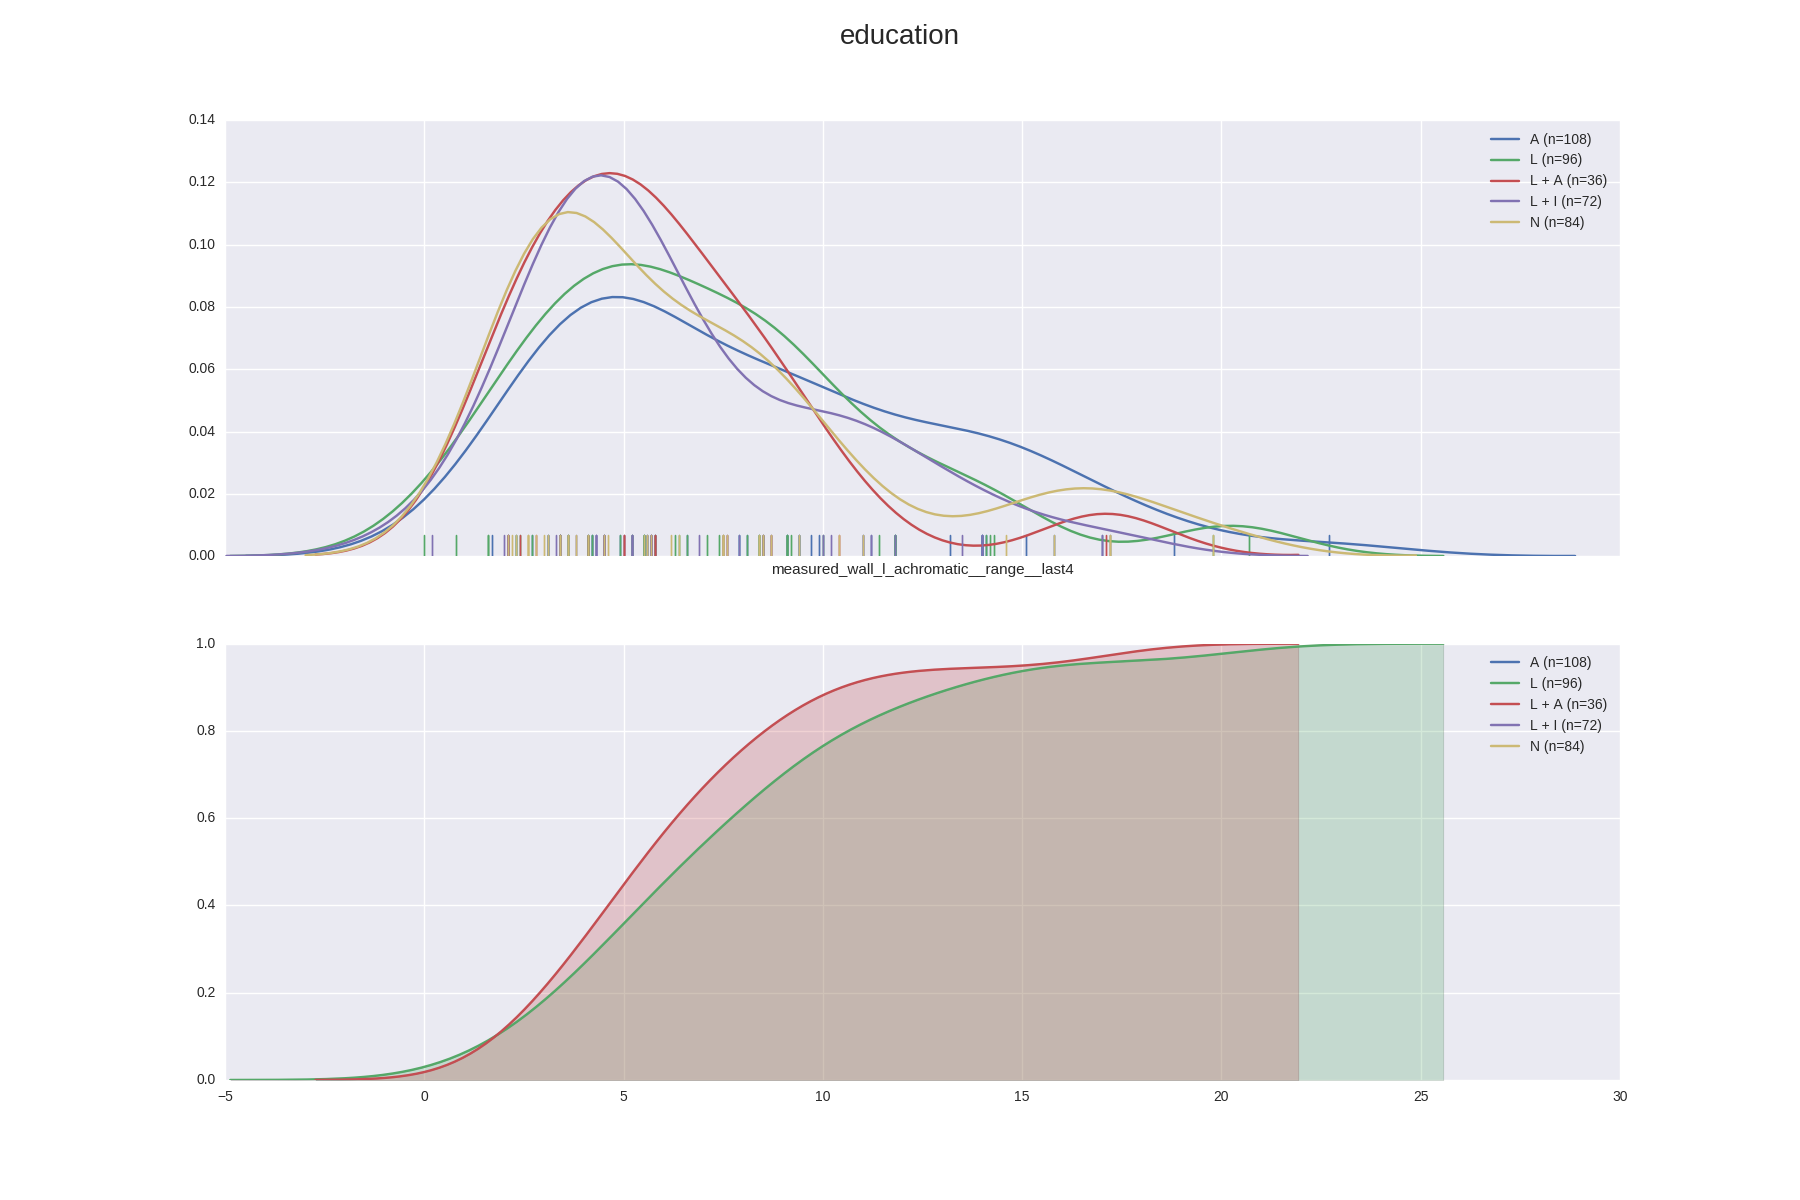 education
0.14
0.12
0.10
0.08
0.06
0.04
0.02
0.00
A (n=108)
L (n=96)
L + A (n=36)
L + I (n=72)
N (n=84)
measured_wall_l_achromatic__range__last4
1.0
0.8
0.6
0.4
0.2
0.0
A (n=108)
L (n=96)
L + A (n=36)
L + I (n=72)
N (n=84)
−5 0 5 10 15 20 25 30